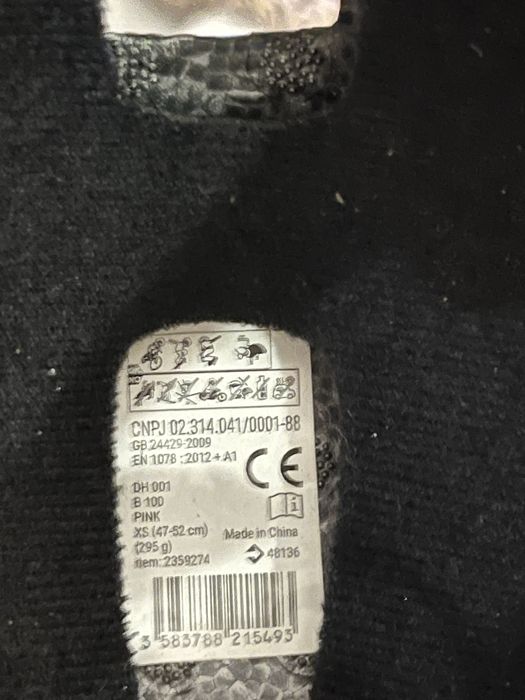 CNPJ 02.314.041/0001-88
GB 24429-2009
EN 1078 : 2012 + A1
CE
DH 001
B 100
PINK
XS (47-52 cm)
Made in China
(295 g)
48136
Item: 2359274
3 583788 215493